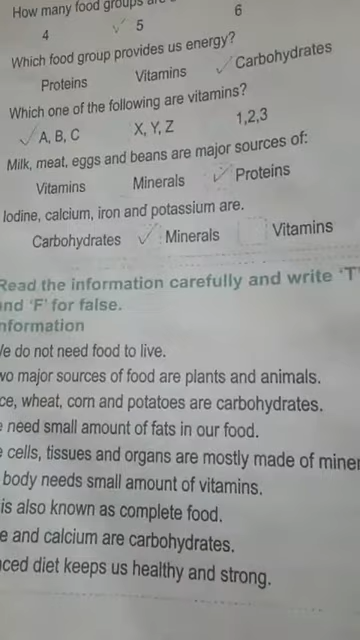 How many food groups are
4 5 6
Which food group provides us energy?
Proteins Vitamins Carbohydrates
Which one of the following are vitamins?
A, B, C X, Y, Z 1,2,3
Milk, meat, eggs and beans are major sources of:
Vitamins Minerals Proteins
Iodine, calcium, iron and potassium are.
Carbohydrates Minerals Vitamins
Read the information carefully and write 'T'
and 'F' for false.
nformation
e do not need food to live.
wo major sources of food are plants and animals.
ce, wheat, corn and potatoes are carbohydrates.
need small amount of fats in our food.
cells, tissues and organs are mostly made of miner
body needs small amount of vitamins.
is also known as complete food.
e and calcium are carbohydrates.
nced diet keeps us healthy and strong.